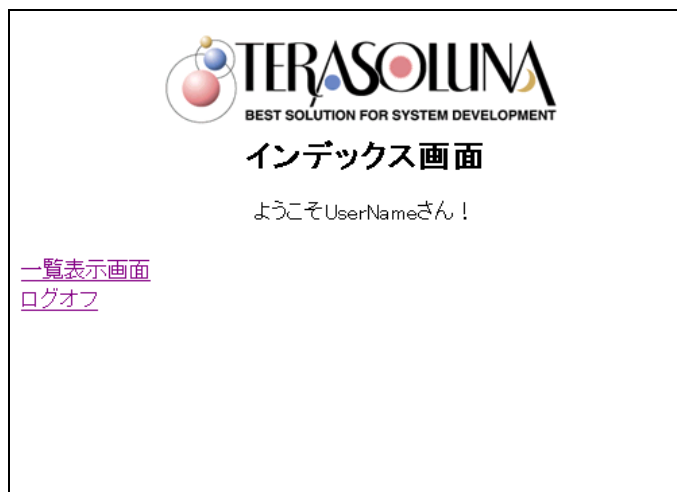 TERASOLUNA
BEST SOLUTION FOR SYSTEM DEVELOPMENT
インデックス画面
ようこそUserNameさん！
一覧表示画面
ログオフ